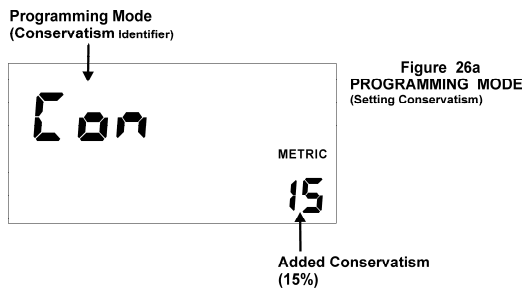 Programming Mode
(Conservatism Identifier)
Figure 26a
PROGRAMMING MODE
(Setting Conservatism)
Con
METRIC
15
Added Conservatism
(15%)